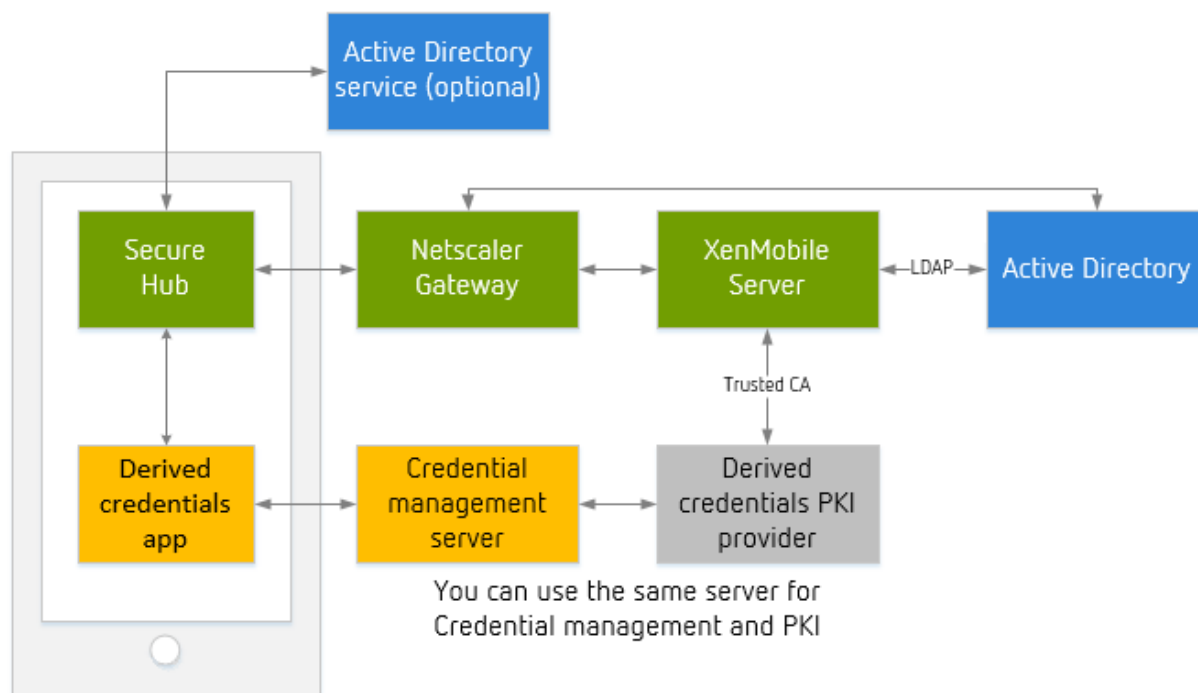 Active Directory
service (optional)
Secure
Hub
Netscaler
Gateway
XenMobile
Server
LDAP
Active Directory
Trusted CA
Derived
credentials
app
Credential
management
server
Derived
credentials PKI
provider
You can use the same server for
Credential management and PKI